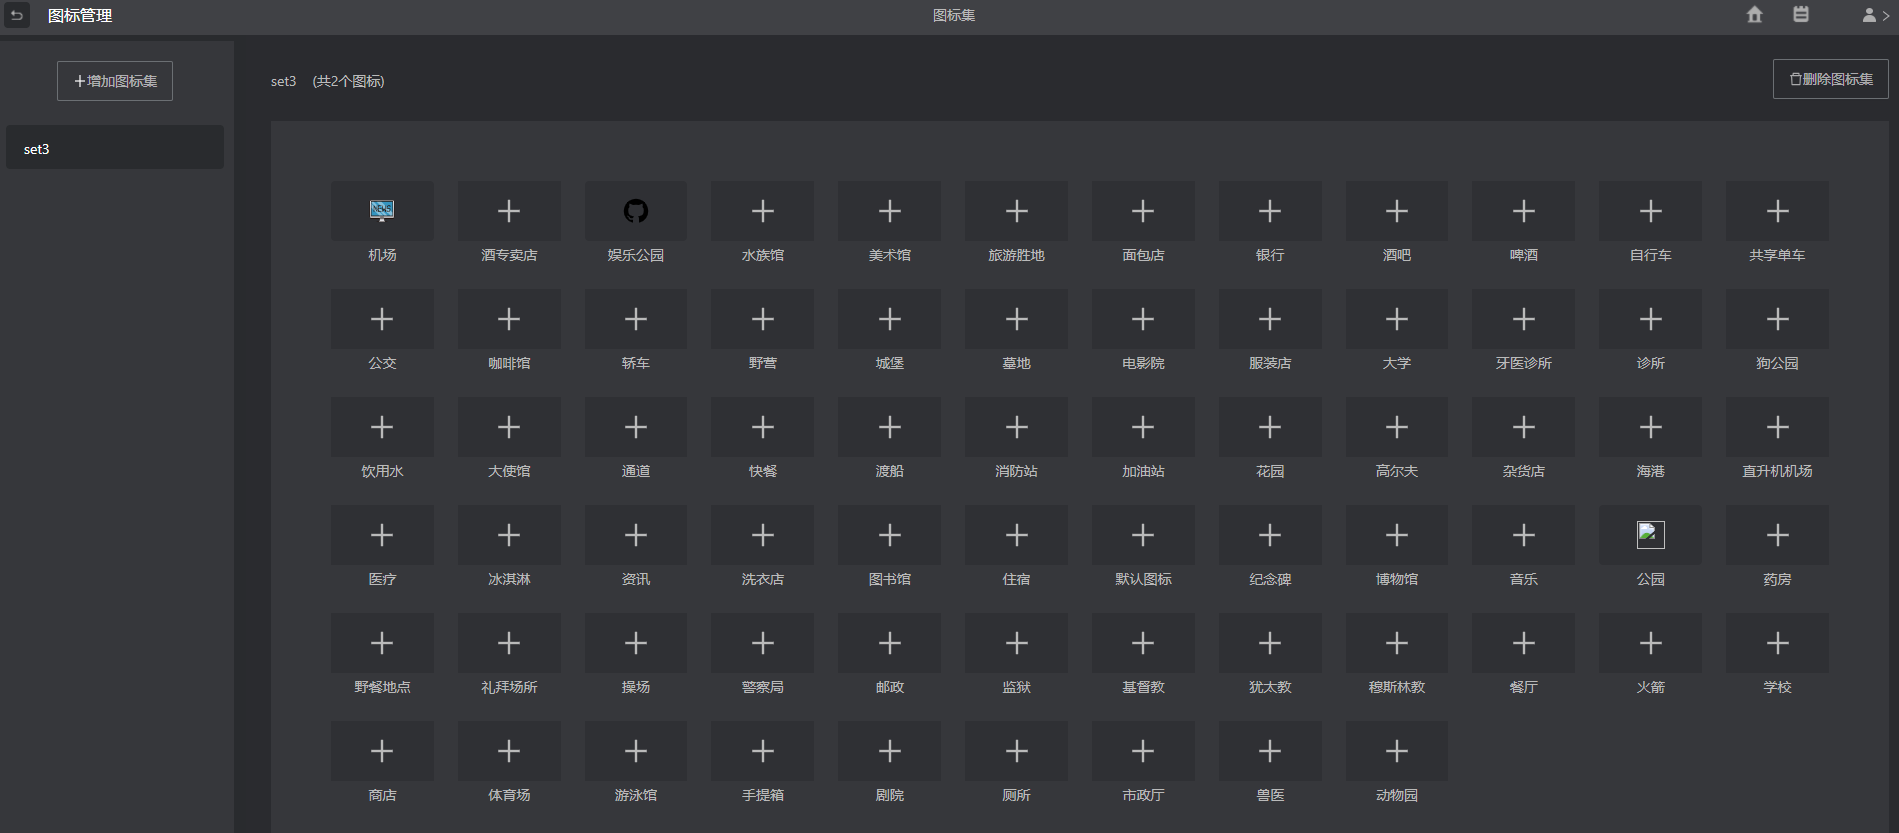 图标管理
图标集
增加图标集
set3
set3 (共2个图标)
删除图标集
NEWS
机场 酒专卖店 娱乐公园 水族馆 美术馆 旅游胜地 面包店 银行 酒吧 啤酒 自行车 共享单车
公交 咖啡馆 轿车 野营 城堡 墓地 电影院 服装店 大学 牙医诊所 诊所 狗公园
饮用水 大使馆 通道 快餐 渡船 消防站 加油站 花园 高尔夫 杂货店 海港 直升机机场
医疗 冰淇淋 资讯 洗衣店 图书馆 住宿 默认图标 纪念碑 博物馆 音乐 公园 药房
野餐地点 礼拜场所 操场 警察局 邮政 监狱 基督教 犹太教 穆斯林教 餐厅 火箭 学校
商店 体育场 游泳馆 手提箱 剧院 厕所 市政厅 兽医 动物园